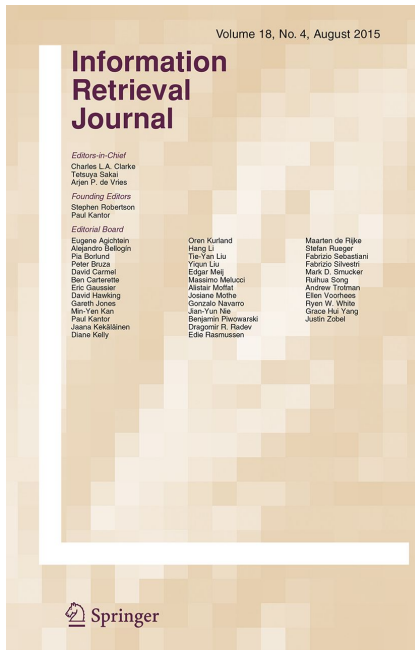 Volume 18, No. 4, August 2015
Information
Retrieval
Journal
Editors-in-Chief
Charles L.A. Clarke
Tetsuya Sakai
Arjen P. de Vries
Founding Editors
Stephen Robertson
Paul Kantor
Editorial Board
Eugene Agichtein
Alejandro Bellogín
Pia Borlund
Peter Bruza
David Carmel
Ben Carterette
Eric Gaussier
David Hawking
Gareth Jones
Min-Yen Kan
Paul Kantor
Jaana Kekäläinen
Diane Kelly
Oren Kurland
Hang Li
Tie-Yan Liu
Yiqun Liu
Edgar Meij
Massimo Melucci
Alistair Moffat
Josiane Mothe
Gonzalo Navarro
Jian-Yun Nie
Benjamin Piwowarski
Dragomir R. Radev
Edie Rasmussen
Maarten de Rijke
Stefan Rueger
Fabrizio Sebastiani
Fabrizio Silvestri
Mark D. Smucker
Ruihua Song
Andrew Trotman
Ellen Voorhees
Ryen W. White
Grace Hui Yang
Justin Zobel
Springer